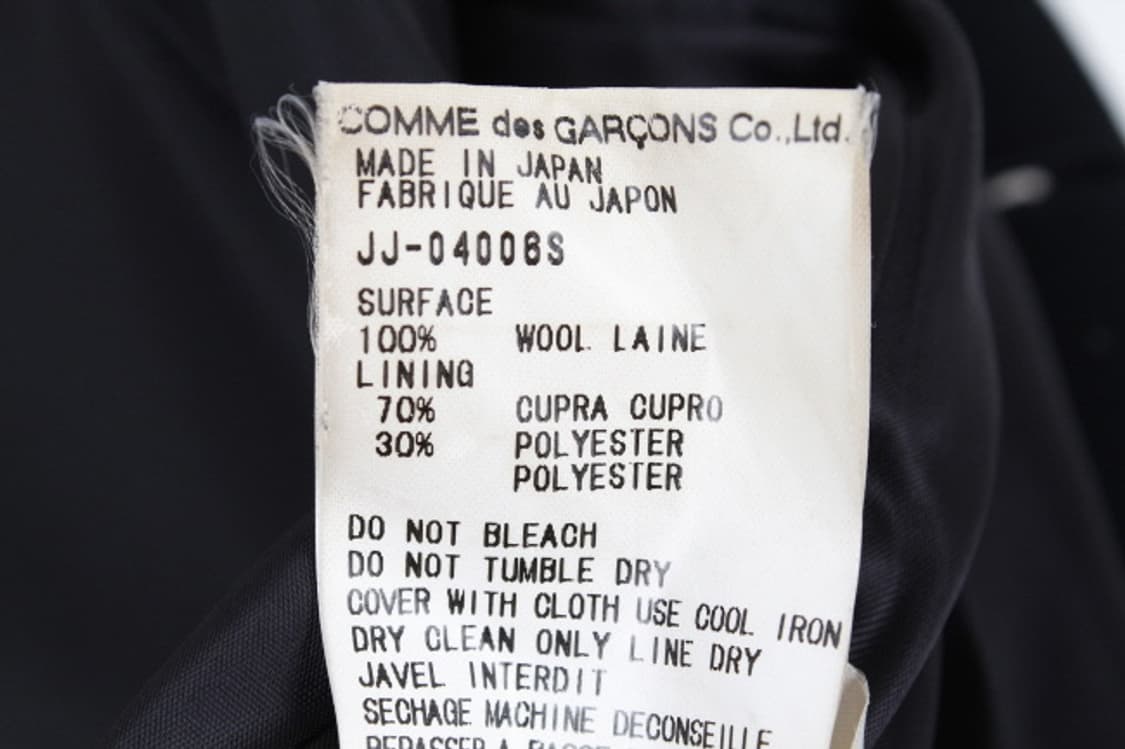 COMME des GARÇONS Co.,Ltd.
MADE IN JAPAN
FABRIQUE AU JAPON
JJ-04006S
SURFACE
100% WOOL LAINE
LINING
70% CUPRA CUPRO
30% POLYESTER
POLYESTER
DO NOT BLEACH
DO NOT TUMBLE DRY
COVER WITH CLOTH USE COOL IRON
DRY CLEAN ONLY LINE DRY
JAVEL INTERDIT
SECHAGE MACHINE DECONSEILLE
REPASSER A